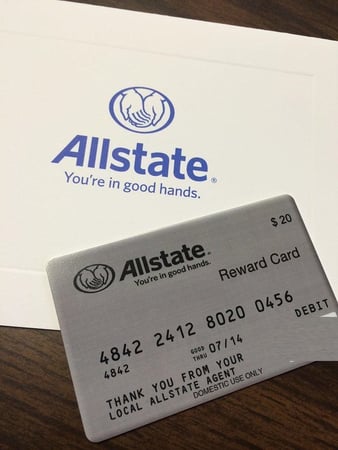 Allstate®
You're in good hands.
$20
Allstate
You're in good hands.
Reward Card
4842 2412 8020 0456
4842
GOOD THRU 07/14
DEBIT
THANK YOU FROM YOUR
LOCAL ALLSTATE AGENT
DOMESTIC USE ONLY